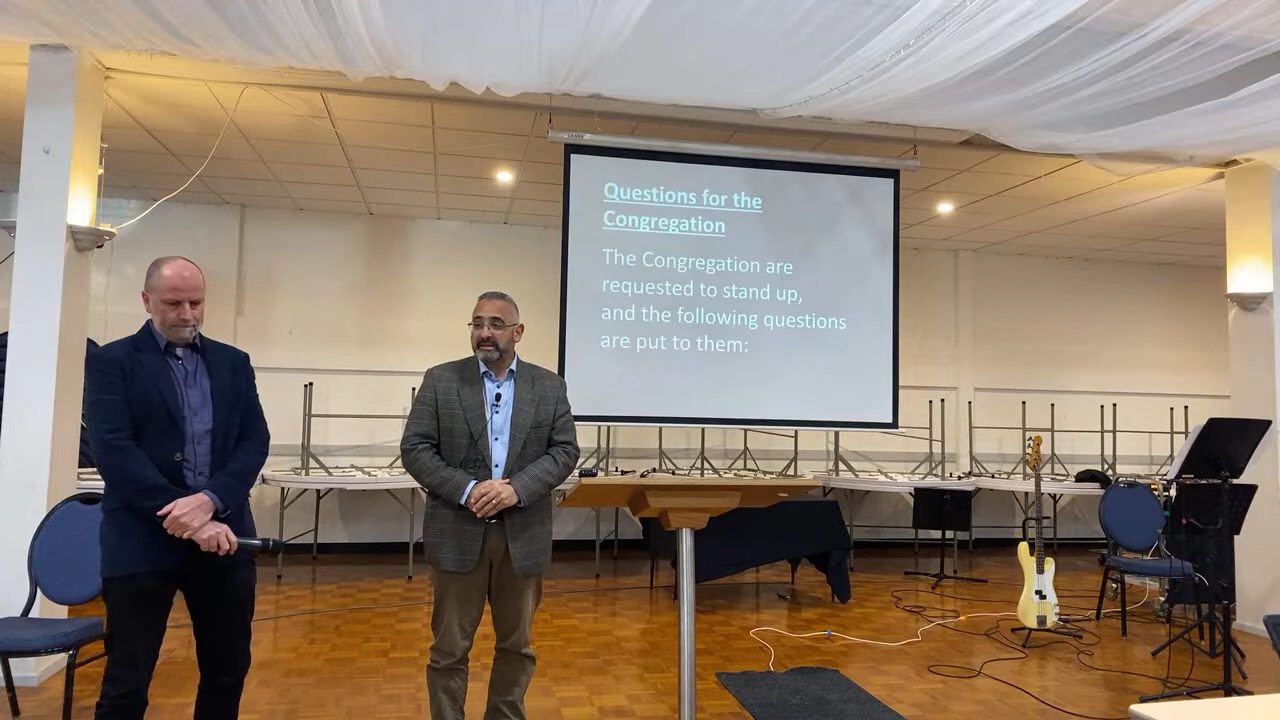 Questions for the
Congregation
The Congregation are
requested to stand up,
and the following questions
are put to them: